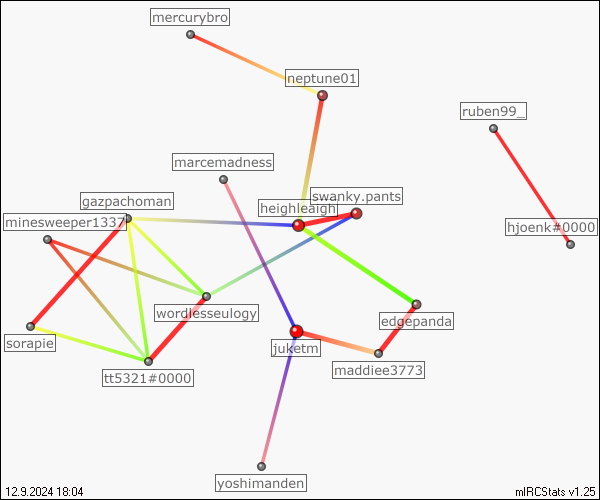 mercurybro
neptune01
ruben99_
marcemadness
swanky.pants
gazpachoman
heighleaigh
minesweeper1337
hjoenk#0000
wordlesseulogy
edgepanda
sorapie
juketm
maddiee3773
tt5321#0000
yoshimanden
12.9.2024 18:04
mIRCStats v1.25